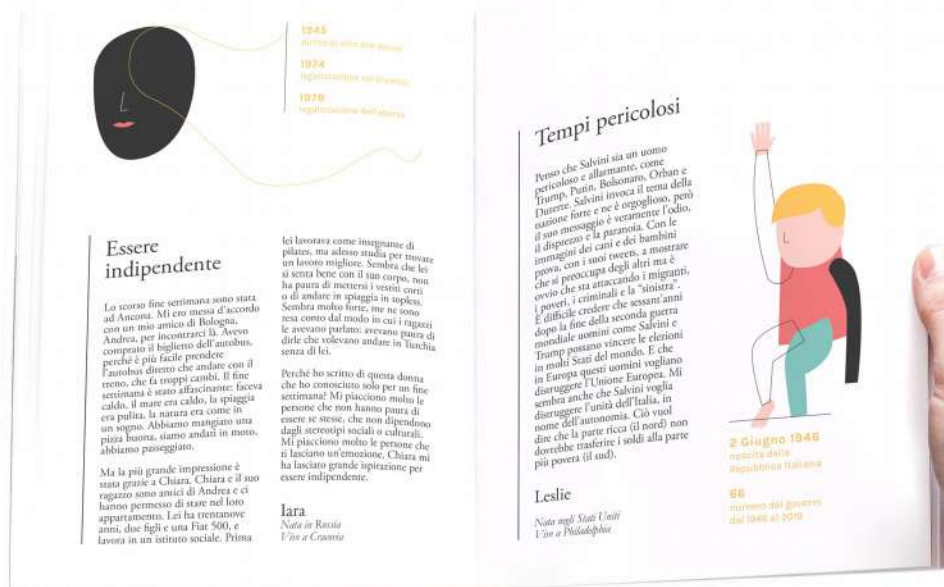 1945
diritto di voto alle donne
1974
legalizzazione del divorzio
1978
legalizzazione dell'aborto
Essere
indipendente
Lo scorso fine settimana sono stata
ad Ancona. Mi ero messa d'accordo
con un mio amico di Bologna,
Andrea, per incontrarci là. Avevo
comprato il biglietto dell'autobus,
perché è più facile prendere
l'autobus diretto che andare con il
treno, che fa troppi cambi. Il fine
settimana è stato affascinante: faceva
caldo, il mare era caldo, la spiaggia
era pulita, la natura era come in
un sogno. Abbiamo mangiato una
pizza buona, siamo andati in moto,
abbiamo passeggiato.
Ma la più grande impressione è
stata grazie a Chiara. Chiara e il suo
ragazzo sono amici di Andrea e ci
hanno permesso di stare nel loro
appartamento. Lei ha trentanove
anni, due figli e una Fiat 500, e
lavora in un istituto sociale. Prima
lei lavorava come insegnante di
pilates, ma adesso studia per trovare
un lavoro migliore. Sembra che lei
si senta bene con il suo corpo, non
ha paura di mettersi i vestiti corti
o di andare in spiaggia in topless.
Sembra molto forte, me ne sono
resa conto dal modo in cui i ragazzi
le avevano parlato: avevano paura di
dirle che volevano andare in Turchia
senza di lei.
Perché ho scritto di questa donna
che ho conosciuto solo per un fine
settimana? Mi piacciono molto le
persone che non hanno paura di
essere se stesse, che non dipendono
dagli stereotipi sociali o culturali.
Mi piacciono molto le persone che
ti lasciano un'emozione, Chiara mi
ha lasciato grande ispirazione per
essere indipendente.
Iara
Nata in Russia
Vive a Cracovia
Tempi pericolosi
Penso che Salvini sia un uomo
pericoloso e allarmante, come
Trump, Putin, Bolsonaro, Orban e
Duterte. Salvini invoca il tema della
nazione forte e ne è orgoglioso, però
il suo messaggio è veramente l'odio,
il disprezzo e la paranoia. Con le
immagini dei cani e dei bambini
prova, con i suoi tweets, a mostrare
che si preoccupa degli altri ma è
ovvio che sta attaccando i migranti,
i poveri, i criminali e la "sinistra".
È difficile credere che sessant'anni
dopo la fine della seconda guerra
mondiale uomini come Salvini e
Trump possano vincere le elezioni
in molti Stati del mondo. E che
in Europa questi uomini vogliano
distruggere l'Unione Europea. Mi
sembra anche che Salvini voglia
distruggere l'unità dell'Italia, in
nome dell'autonomia. Ciò vuol
dire che la parte ricca (il nord) non
dovrebbe trasferire i soldi alla parte
più povera (il sud).
Leslie
Nata negli Stati Uniti
Vive a Philadelphia
2 Giugno 1946
nascita della
Repubblica Italiana
66
numero dei governi
dal 1946 al 2019